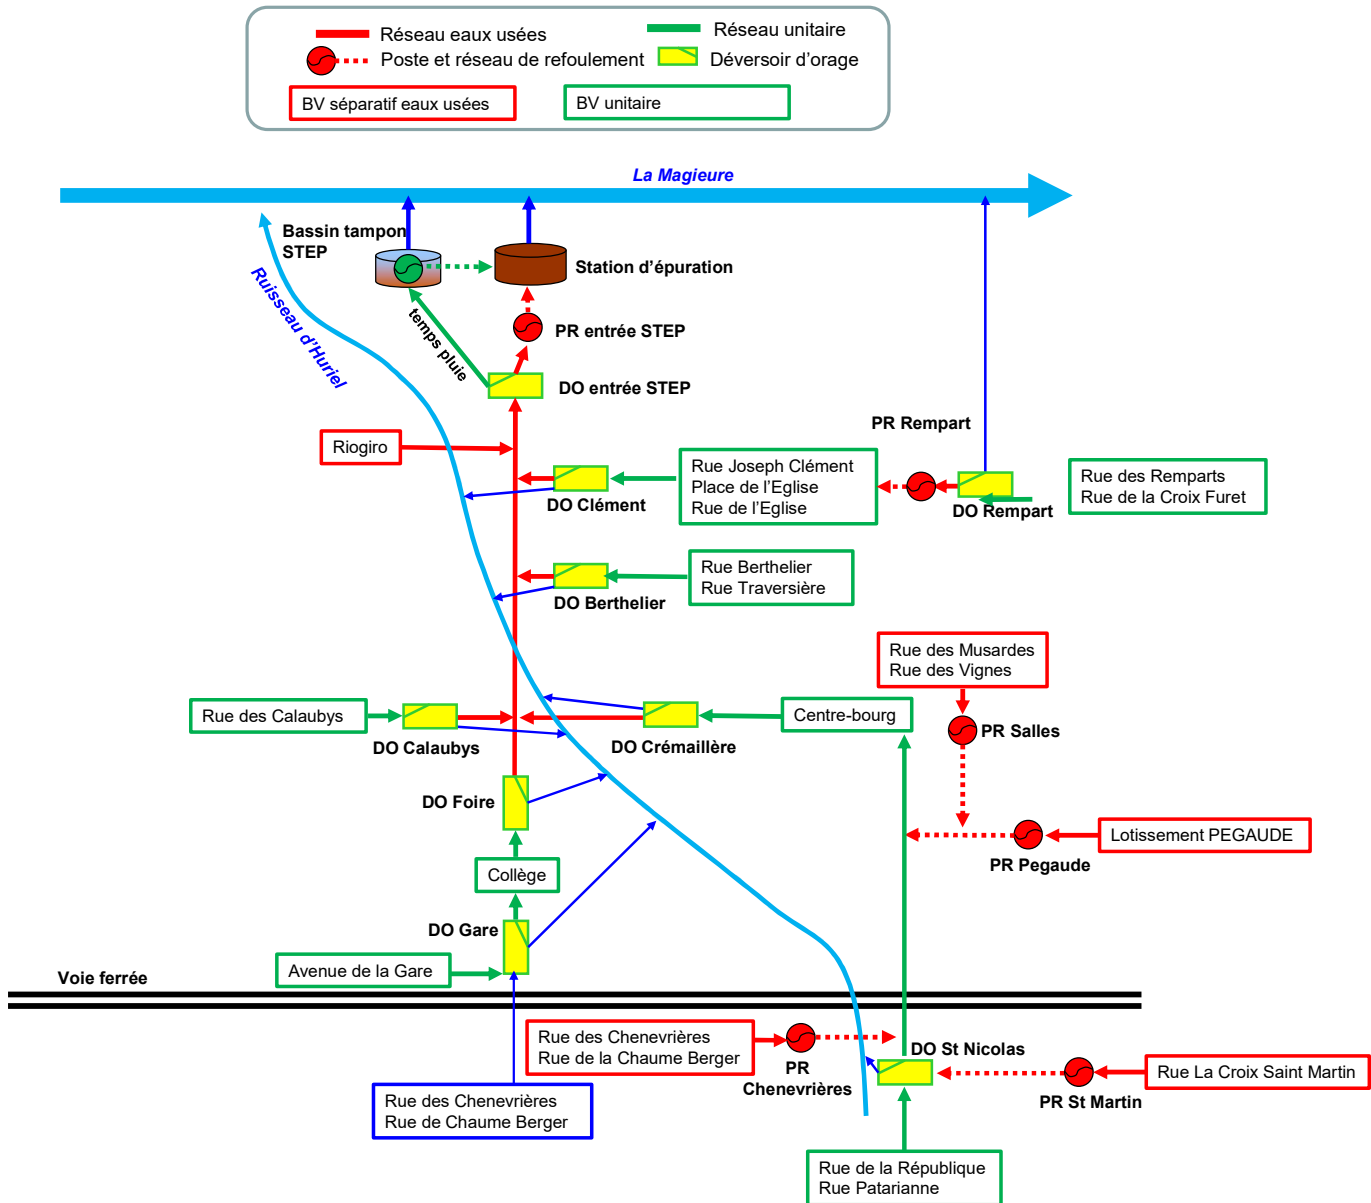 Réseau eaux usées
Réseau unitaire
Poste et réseau de refoulement
Déversoir d'orage
BV séparatif eaux usées
BV unitaire
La Magieure
Bassin tampon
STEP
Station d'épuration
Ruisseau d'Huriel
temps pluie
PR entrée STEP
DO entrée STEP
PR Rempart
Riogiro
Rue Joseph Clément
Place de l'Eglise
Rue de l'Eglise
Rue des Remparts
Rue de la Croix Furet
DO Clément
DO Rempart
Rue Berthelier
Rue Traversière
DO Berthelier
Rue des Musardes
Rue des Vignes
Rue des Calaubys
Centre-bourg
PR Salles
DO Calaubys
DO Crémaillère
DO Foire
Lotissement PEGAUDE
PR Pegaude
Collège
DO Gare
Avenue de la Gare
Voie ferrée
Rue des Chenevrières
Rue de la Chaume Berger
DO St Nicolas
PR
Chenevrières
Rue La Croix Saint Martin
PR St Martin
Rue des Chenevrières
Rue de Chaume Berger
Rue de la République
Rue Patarianne